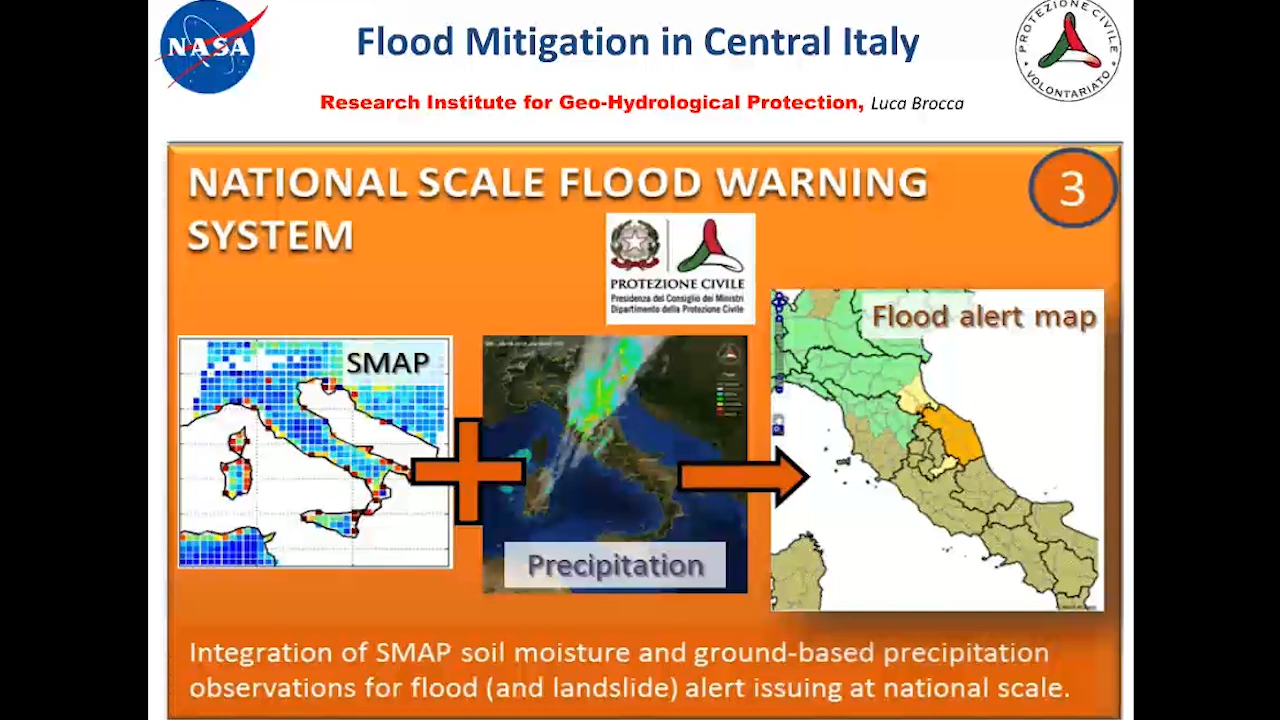 NASA
Flood Mitigation in Central Italy
PROTEZIONE CIVILE
VOLONTARIATO
Research Institute for Geo-Hydrological Protection, Luca Brocca
NATIONAL SCALE FLOOD WARNING
SYSTEM
3
PROTEZIONE CIVILE
Presidenza del Consiglio dei Ministri
Dipartimento della Protezione Civile
Flood alert map
SMAP
Precipitation
Integration of SMAP soil moisture and ground-based precipitation
observations for flood (and landslide) alert issuing at national scale.